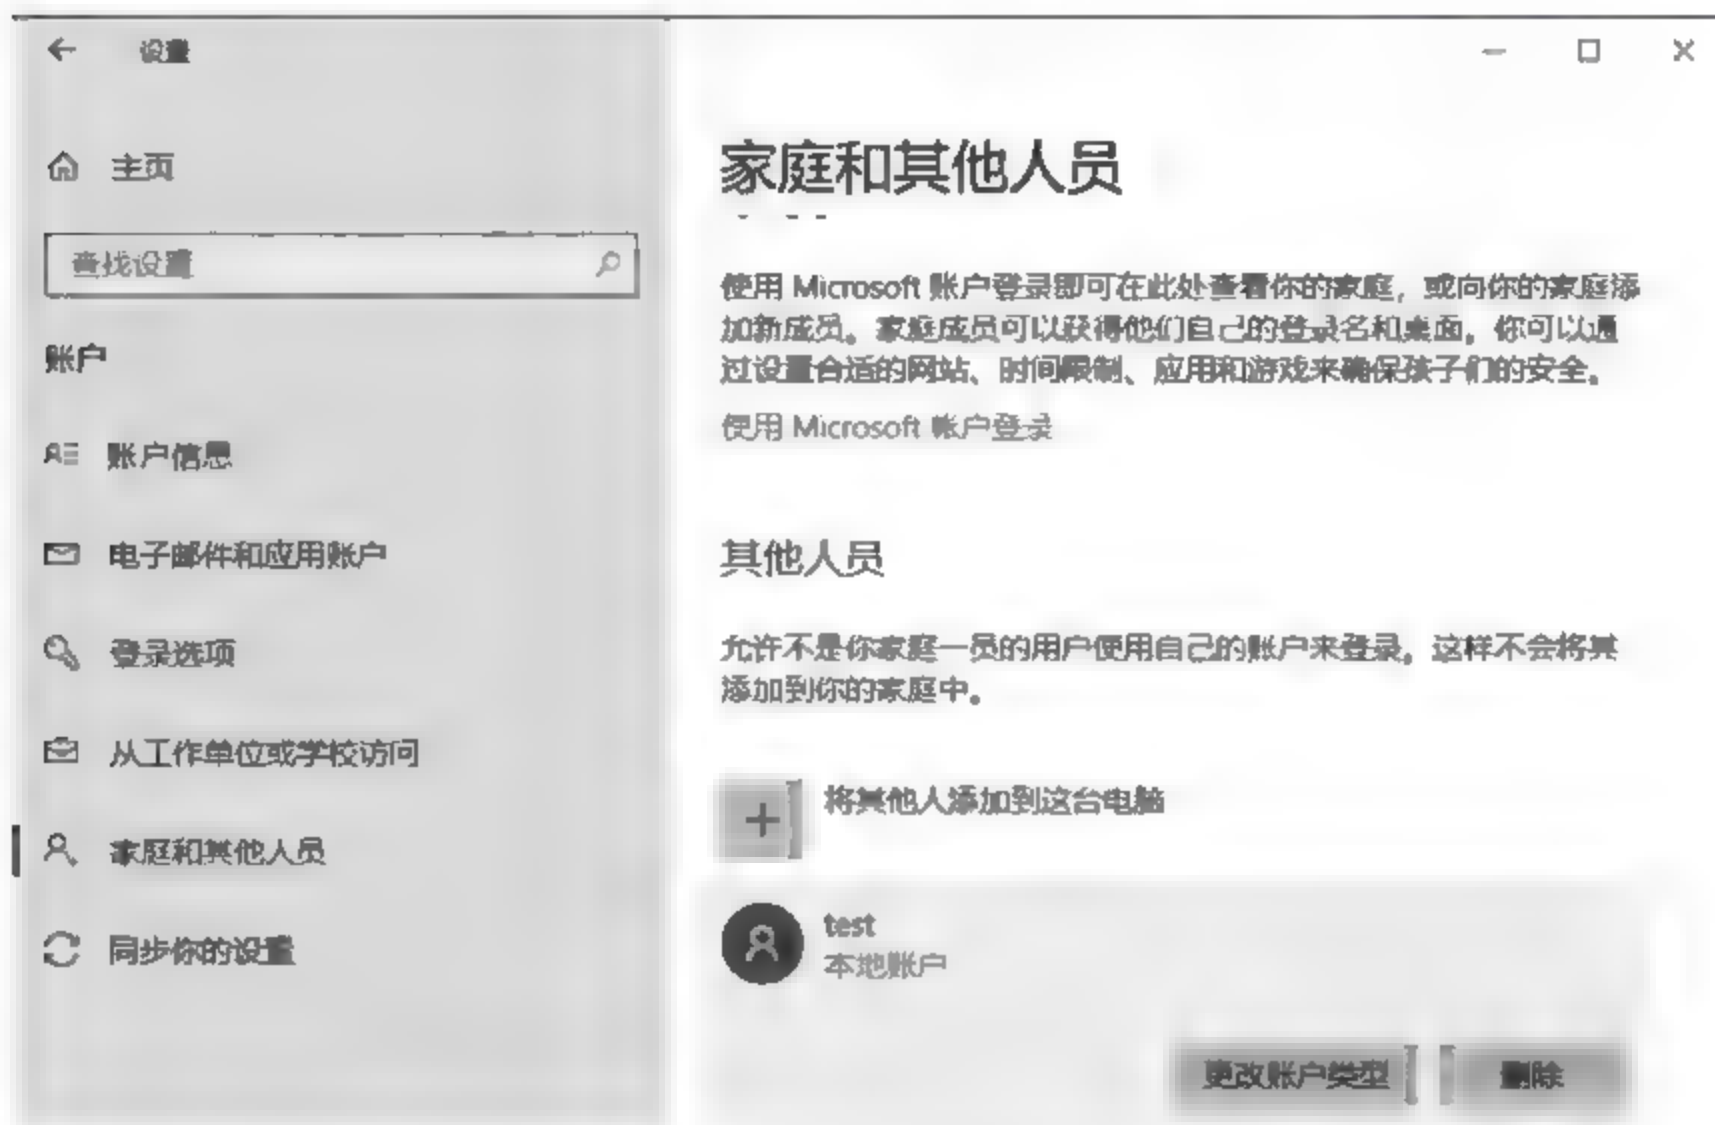 设置
主页
查找设置
账户
账户信息
电子邮件和应用账户
登录选项
从工作单位或学校访问
家庭和其他人员
同步你的设置
家庭和其他人员
使用 Microsoft 账户登录即可在此处查看你的家庭，或向你的家庭添
加新成员。家庭成员可以获得他们自己的登录名和桌面。你可以通
过设置合适的网站、时间限制、应用和游戏来确保孩子们的安全。
使用 Microsoft 帐户登录
其他人员
允许不是你家庭一员的用户使用自己的账户来登录。这样不会将其
添加到你的家庭中。
将其他人添加到这台电脑
test
本地账户
更改账户类型
删除